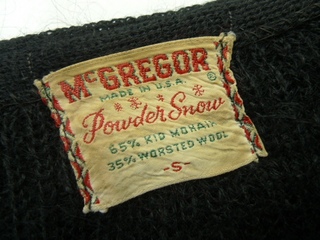 McGREGOR ®
MADE IN U.S.A.
Powder Snow
65% KID MOHAIR
35% WORSTED WOOL
-S-